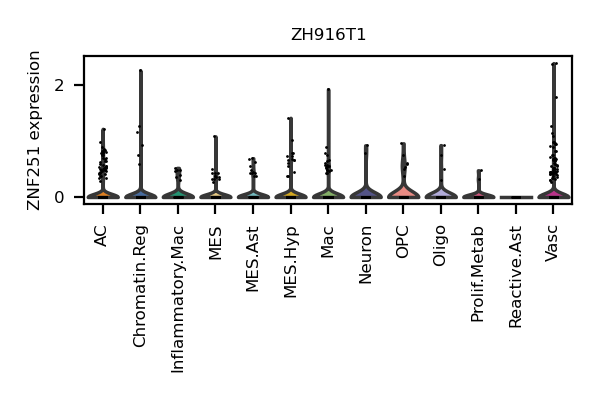 ZH916T1
ZNF251 expression
2
0
AC
Chromatin.Reg
Inflammatory.Mac
MES
MES.Ast
MES.Hyp
Mac
Neuron
OPC
Oligo
Prolif.Metab
Reactive.Ast
Vasc